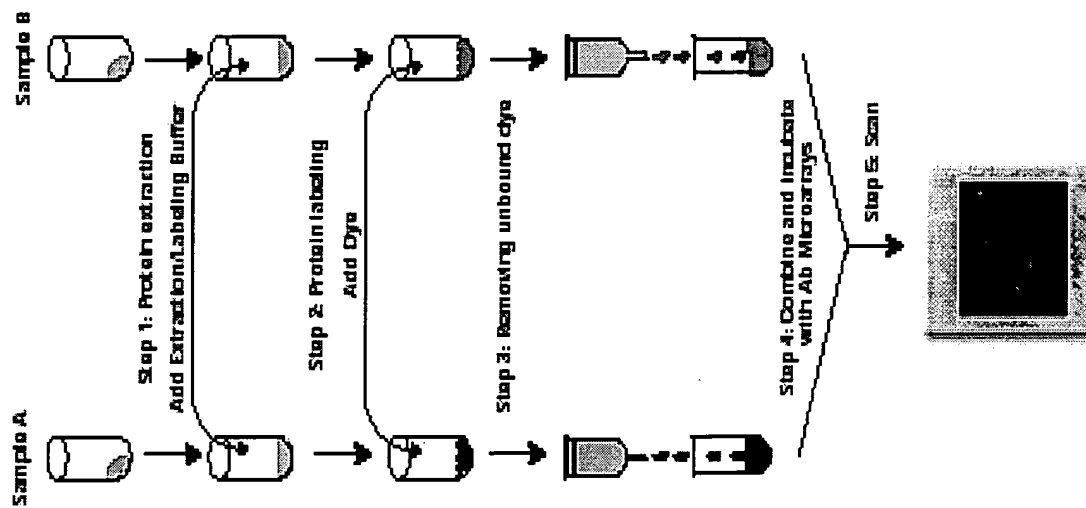 Sample A
Sample B
Step 1: Protein extraction
Add Extraction/Labeling Buffer
Step 2: Protein labeling
Add Dye
Step 3: Removing unbound dye
Step 4: Combine and incubate
with Ab Microarrays
Step 5: Scan